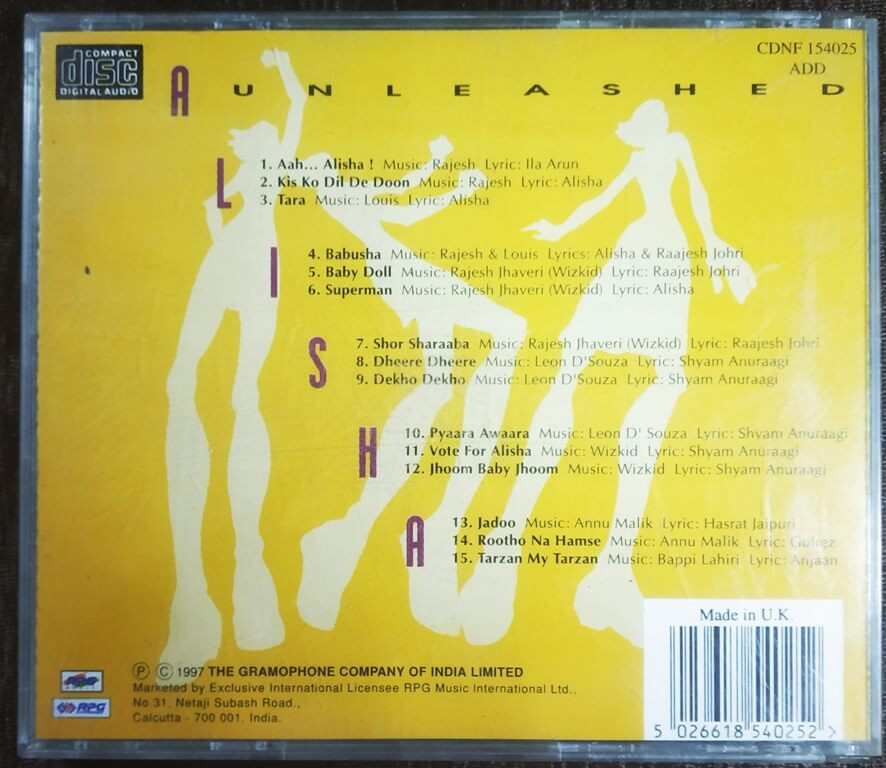 COMPACT
disc
DIGITAL AUDIO
CDNF 154025
ADD
A UNLEASHED
L
1. Aah... Alisha ! Music: Rajesh Lyric: Ila Arun
2. Kis Ko Dil De Doon Music: Rajesh Lyric: Alisha
3. Tara Music: Louis Lyric: Alisha
I
4. Babusha Music: Rajesh & Louis Lyrics: Alisha & Raajesh Johri
5. Baby Doll Music: Rajesh Jhaveri (Wizkid) Lyric: Raajesh Johri
6. Superman Music: Rajesh Jhaveri (Wizkid) Lyric: Alisha
S
7. Shor Sharaaba Music: Rajesh Jhaveri (Wizkid) Lyric: Raajesh Johri
8. Dheere Dheere Music: Leon D'Souza Lyric: Shyam Anuraagi
9. Dekho Dekho Music: Leon D'Souza Lyric: Shyam Anuraagi
H
10. Pyaara Awaara Music: Leon D' Souza Lyric: Shyam Anuraagi
11. Vote For Alisha Music: Wizkid Lyric: Shyam Anuraagi
12. Jhoom Baby Jhoom Music: Wizkid Lyric: Shyam Anuraagi
A
13. Jadoo Music: Annu Malik Lyric: Hasrat Jaipuri
14. Rootho Na Hamse Music: Annu Malik Lyric: Gulrez
15. Tarzan My Tarzan Music: Bappi Lahiri Lyric: Anjaan
Made in U.K.
Ⓟ © 1997 THE GRAMOPHONE COMPANY OF INDIA LIMITED
Marketed by Exclusive International Licensee RPG Music International Ltd.,
No.31, Netaji Subash Road.,
Calcutta - 700 001. India.
RPG
5 026618 540252 >